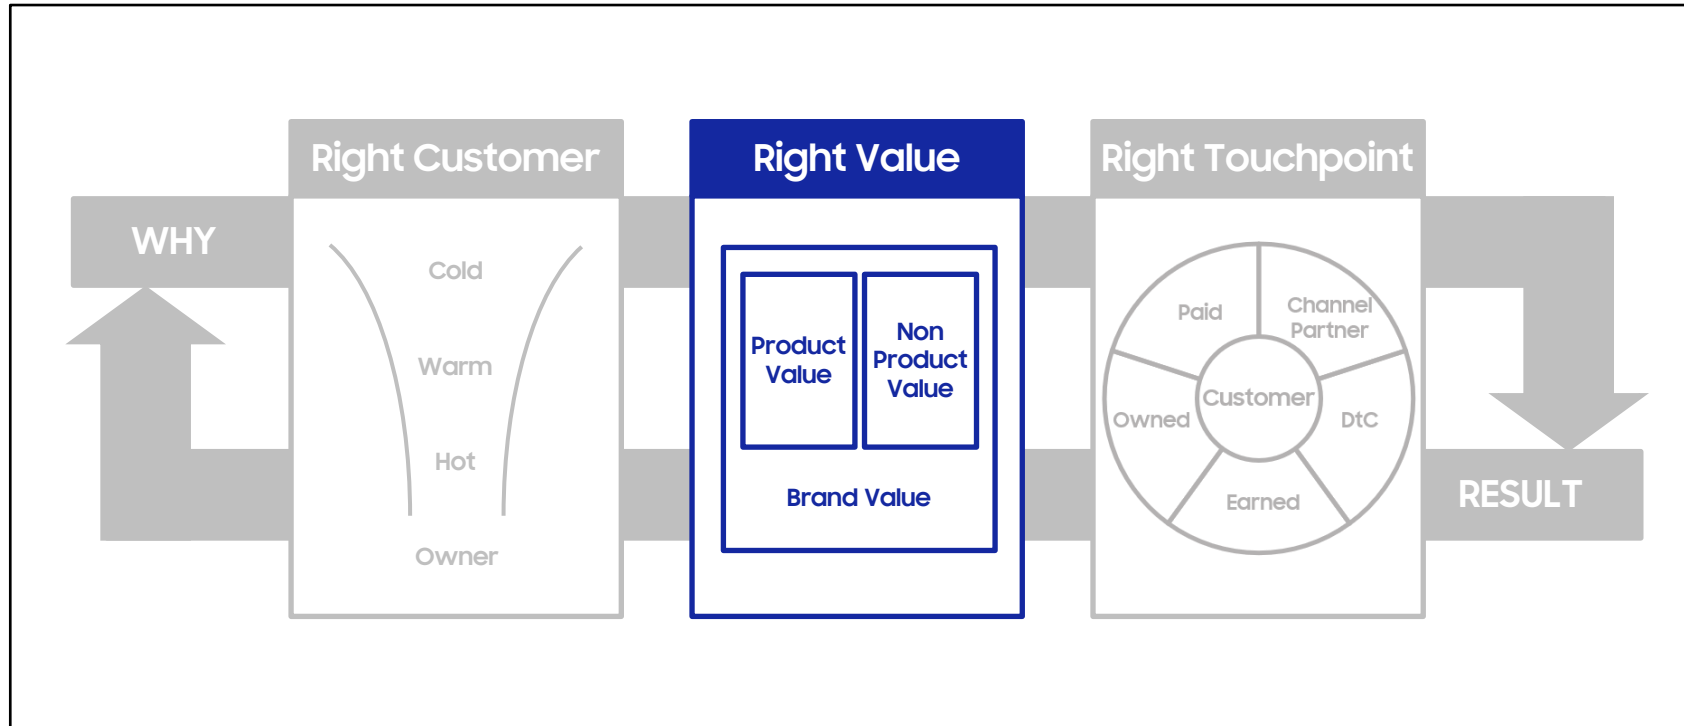 Right Customer
Right Value
Right Touchpoint
WHY
Cold
Warm
Hot
Owner
Product
Value
Non
Product
Value
Brand Value
Paid
Channel
Partner
Owned
Customer
DtC
Earned
RESULT